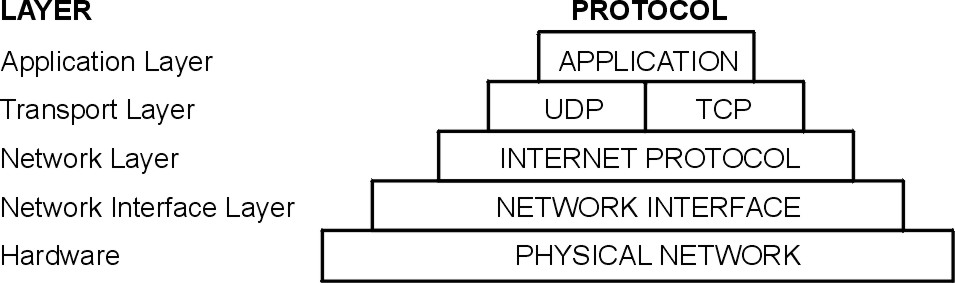 LAYER PROTOCOL
Application Layer APPLICATION
Transport Layer UDP TCP
Network Layer INTERNET PROTOCOL
Network Interface Layer NETWORK INTERFACE
Hardware PHYSICAL NETWORK